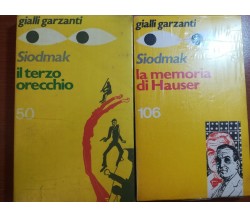 gialli garzanti
Siodmak
il terzo
orecchio
50
gialli garzanti
Siodmak
la memoria
di Hauser
106